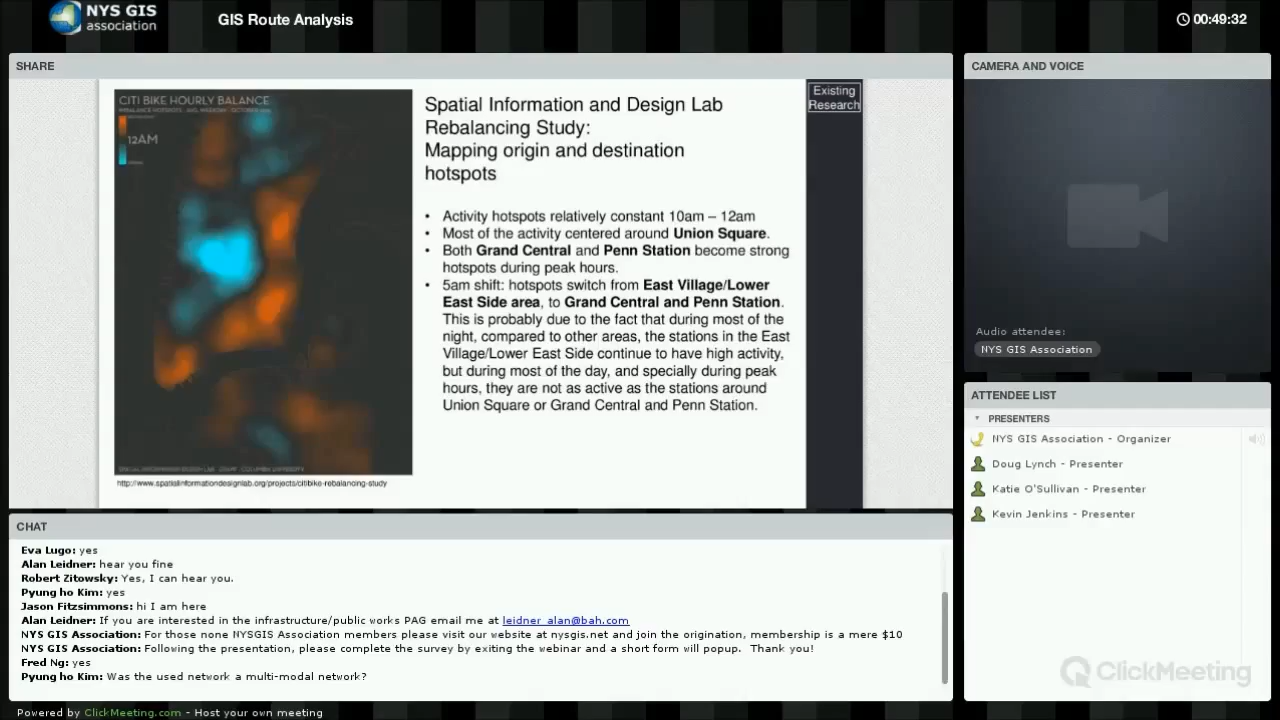 NYS GIS
association
GIS Route Analysis
00:49:32
SHARE
CITI BIKE HOURLY BALANCE
12AM
Spatial Information and Design Lab
Rebalancing Study:
Mapping origin and destination
hotspots
• Activity hotspots relatively constant 10am – 12am
• Most of the activity centered around Union Square.
• Both Grand Central and Penn Station become strong
hotspots during peak hours.
• 5am shift: hotspots switch from East Village/Lower
East Side area, to Grand Central and Penn Station.
This is probably due to the fact that during most of the
night, compared to other areas, the stations in the East
Village/Lower East Side continue to have high activity,
but during most of the day, and specially during peak
hours, they are not as active as the stations around
Union Square or Grand Central and Penn Station.
http://www.spatialinformationdesignlab.org/projects/citibike-rebalancing-study
Existing
Research
CAMERA AND VOICE
Audio attendee:
NYS GIS Association
ATTENDEE LIST
PRESENTERS
NYS GIS Association - Organizer
Doug Lynch - Presenter
Katie O'Sullivan - Presenter
Kevin Jenkins - Presenter
CHAT
Eva Lugo: yes
Alan Leidner: hear you fine
Robert Zitowsky: Yes, I can hear you.
Pyung ho Kim: yes
Jason Fitzsimmons: hi I am here
Alan Leidner: If you are interested in the infrastructure/public works PAG email me at leidner_alan@bah.com
NYS GIS Association: For those none NYSGIS Association members please visit our website at nysgis.net and join the origination, membership is a mere $10
NYS GIS Association: Following the presentation, please complete the survey by exiting the webinar and a short form will popup. Thank you!
Fred Ng: yes
Pyung ho Kim: Was the used network a multi-modal network?
ClickMeeting
Powered by ClickMeeting.com - Host your own meeting